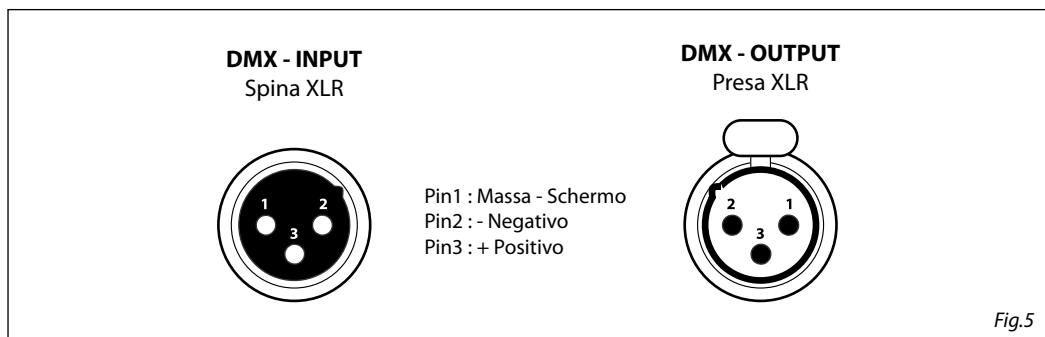 DMX - INPUT
Spina XLR
1
2
3
Pin1 : Massa - Schermo
Pin2 : - Negativo
Pin3 : + Positivo
DMX - OUTPUT
Presa XLR
2
1
3
Fig.5